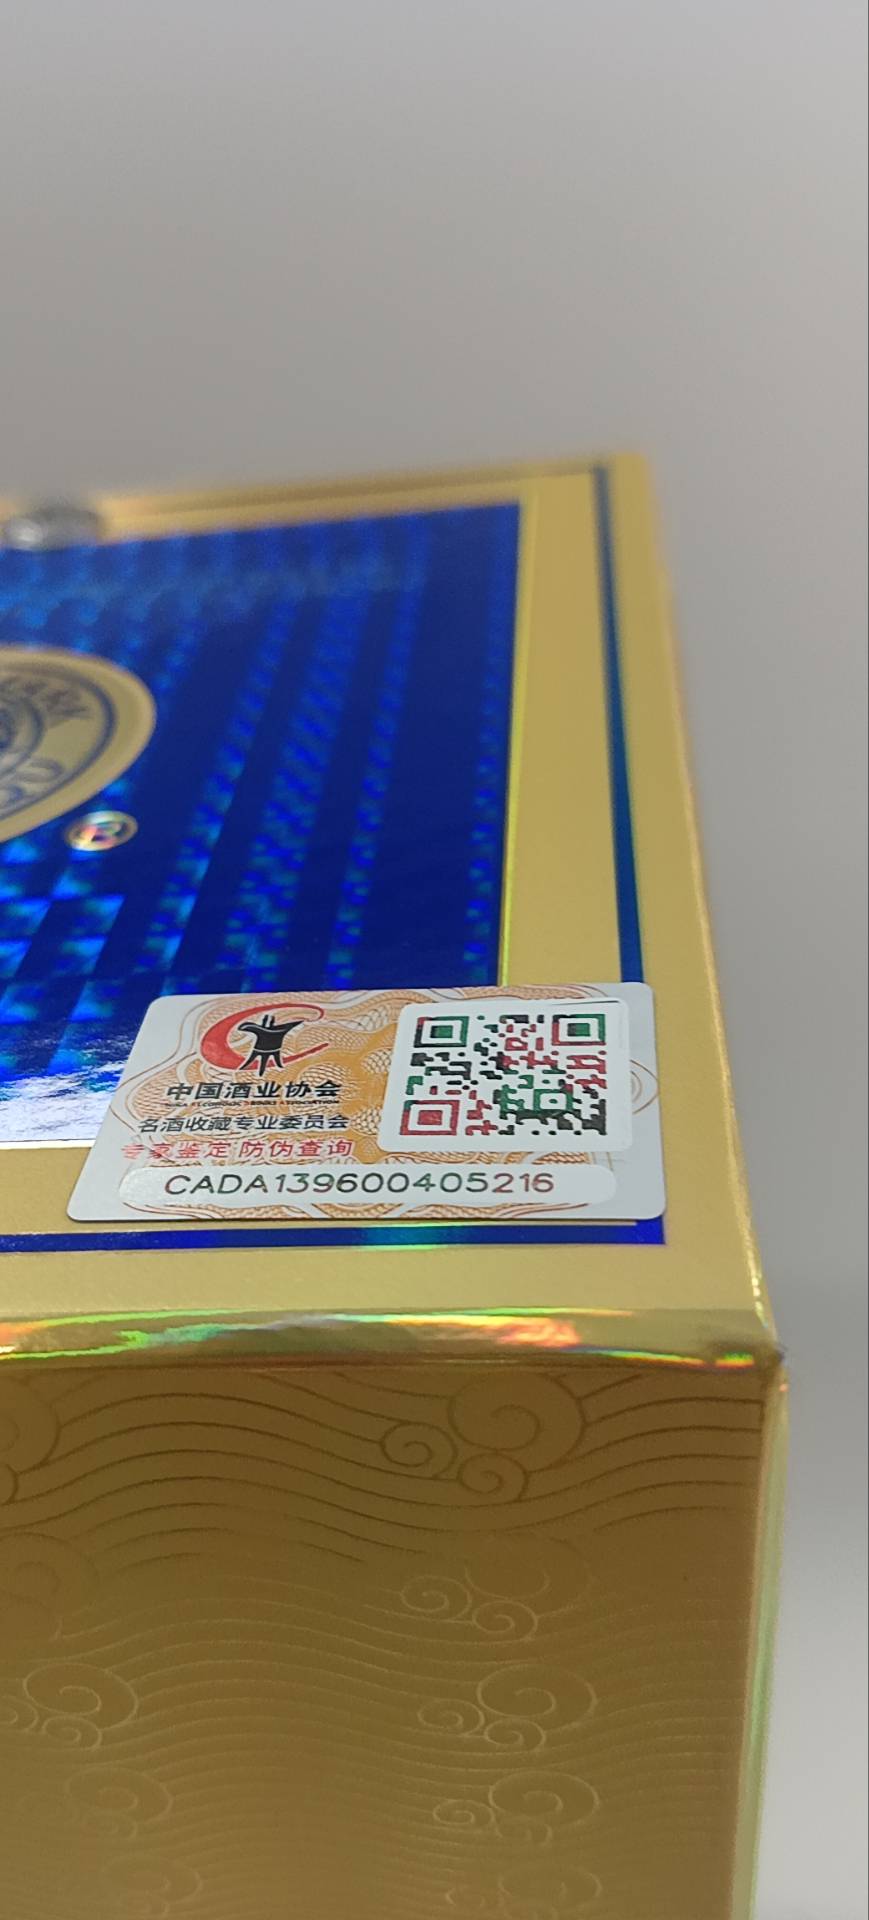 ®
中国酒业协会
名酒收藏专业委员会
专家鉴定 防伪查询
CADA139600405216